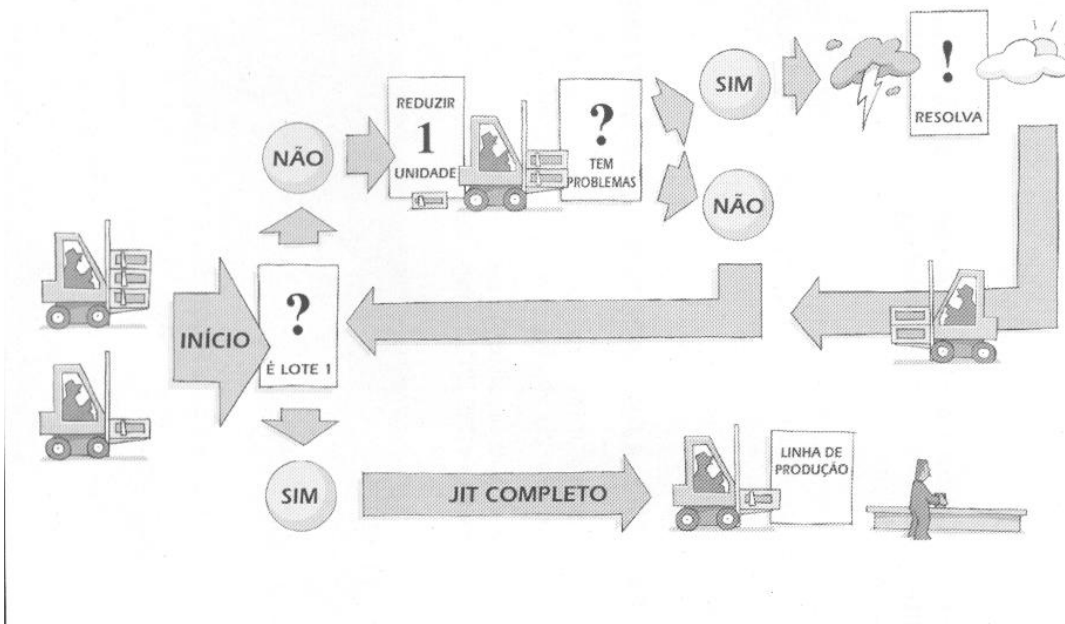 INÍCIO
?
É LOTE 1
NÃO
REDUZIR
1
UNIDADE
?
TEM
PROBLEMAS
SIM
!
RESOLVA
NÃO
SIM
JIT COMPLETO
LINHA DE
PRODUÇÃO